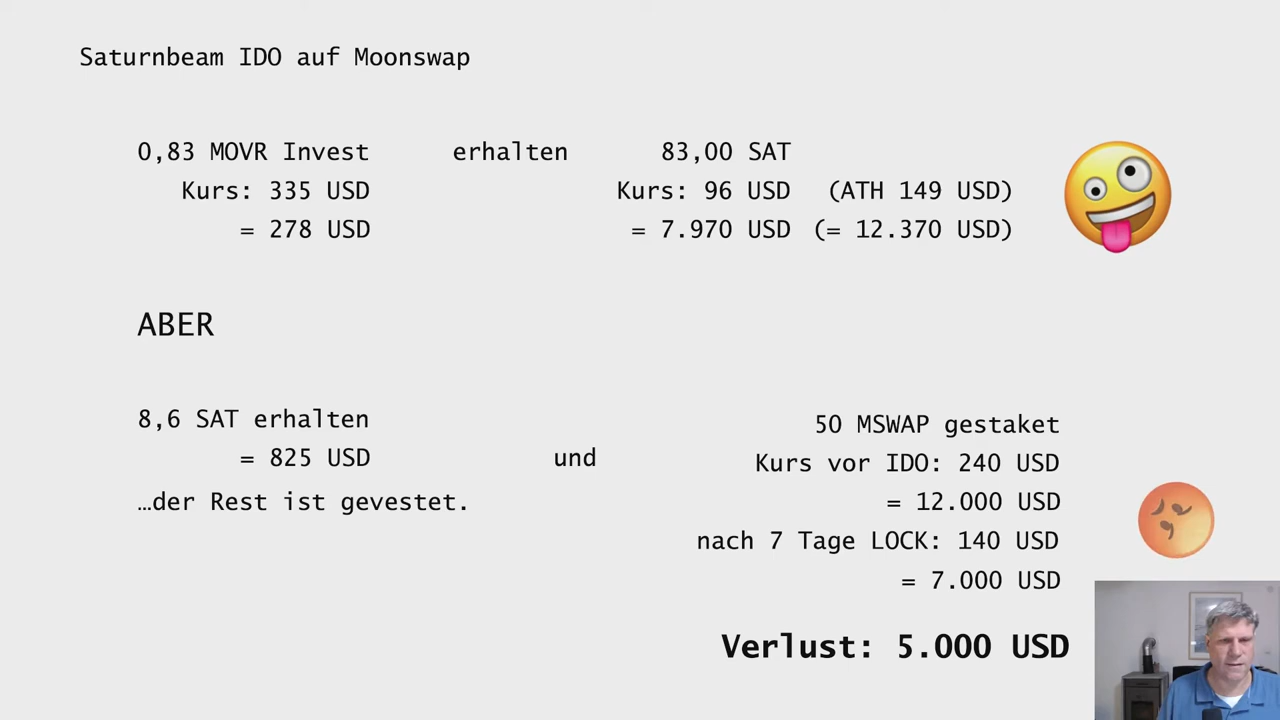 Saturnbeam IDO auf Moonswap
0,83 MOVR Invest erhalten 83,00 SAT
Kurs: 335 USD Kurs: 96 USD (ATH 149 USD)
= 278 USD = 7.970 USD (= 12.370 USD)
ABER
8,6 SAT erhalten
= 825 USD
…der Rest ist gevestet.
und
50 MSWAP gestaket
Kurs vor IDO: 240 USD
= 12.000 USD
nach 7 Tage LOCK: 140 USD
= 7.000 USD
Verlust: 5.000 USD